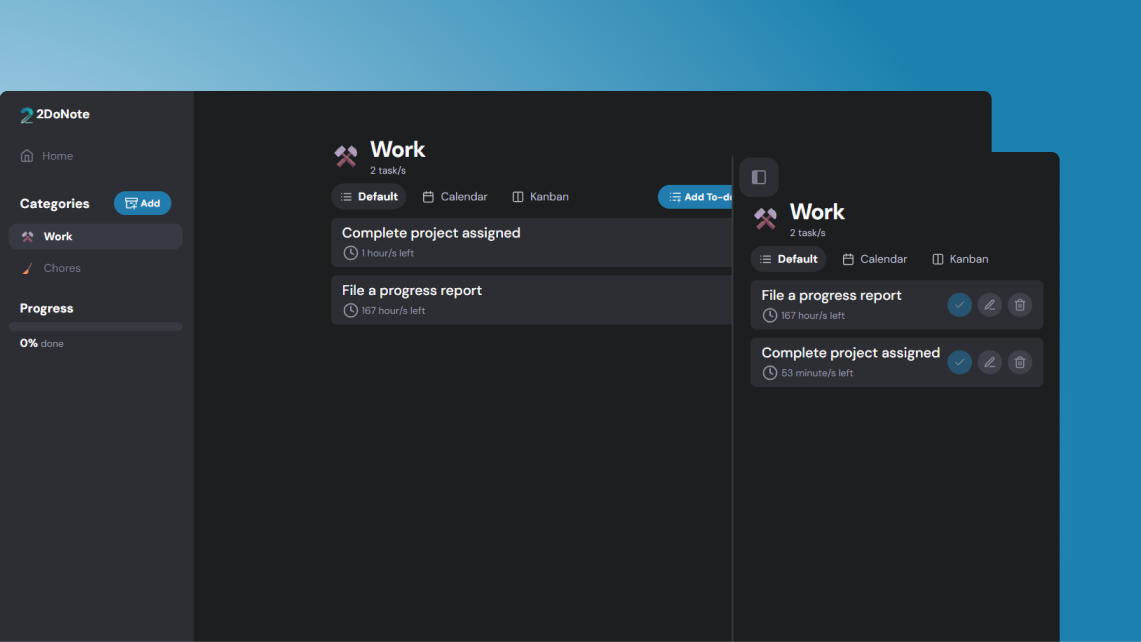 2DoNote
Home
Categories
Add
Work
Chores
Progress
0% done
Work
2 task/s
Default
Calendar
Kanban
Add To-d
Complete project assigned
1 hour/s left
File a progress report
167 hour/s left
Work
2 task/s
Default
Calendar
Kanban
File a progress report
167 hour/s left
Complete project assigned
53 minute/s left